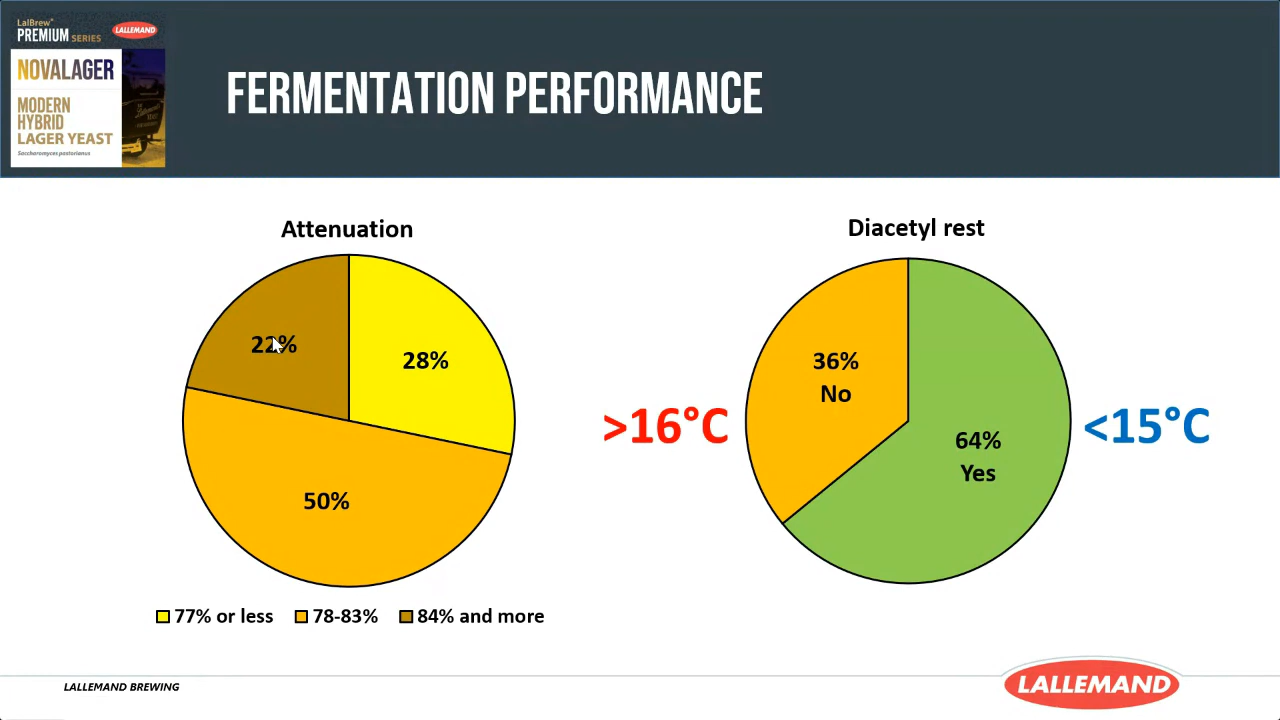 LalBrew®
PREMIUM SERIES
LALLEMAND
NOVALAGER
MODERN
HYBRID
LAGER YEAST
Saccharomyces pastorianus
FERMENTATION PERFORMANCE
Attenuation
22%
28%
50%
77% or less
78-83%
84% and more
Diacetyl rest
>16°C
36%
No
64%
Yes
<15°C
LALLEMAND BREWING
LALLEMAND